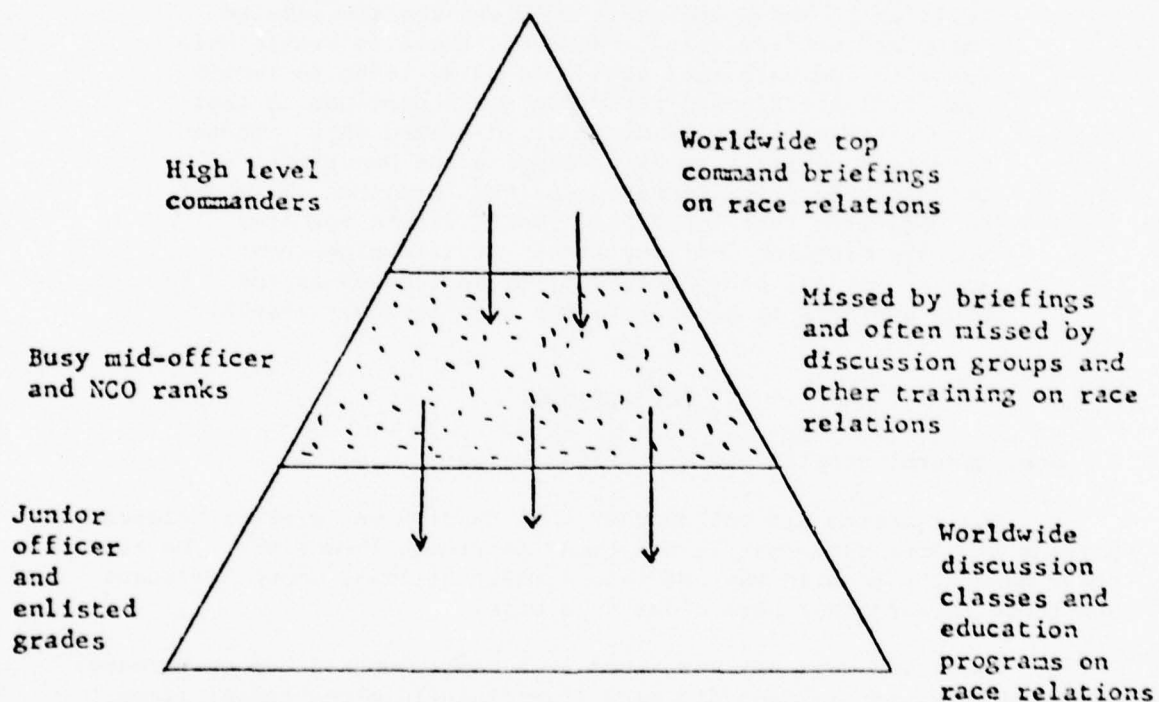 High level
commanders
Worldwide top
command briefings
on race relations
Busy mid-officer
and NCO ranks
Missed by briefings
and often missed by
discussion groups and
other training on race
relations
Junior
officer
and
enlisted
grades
Worldwide
discussion
classes and
education
programs on
race relations